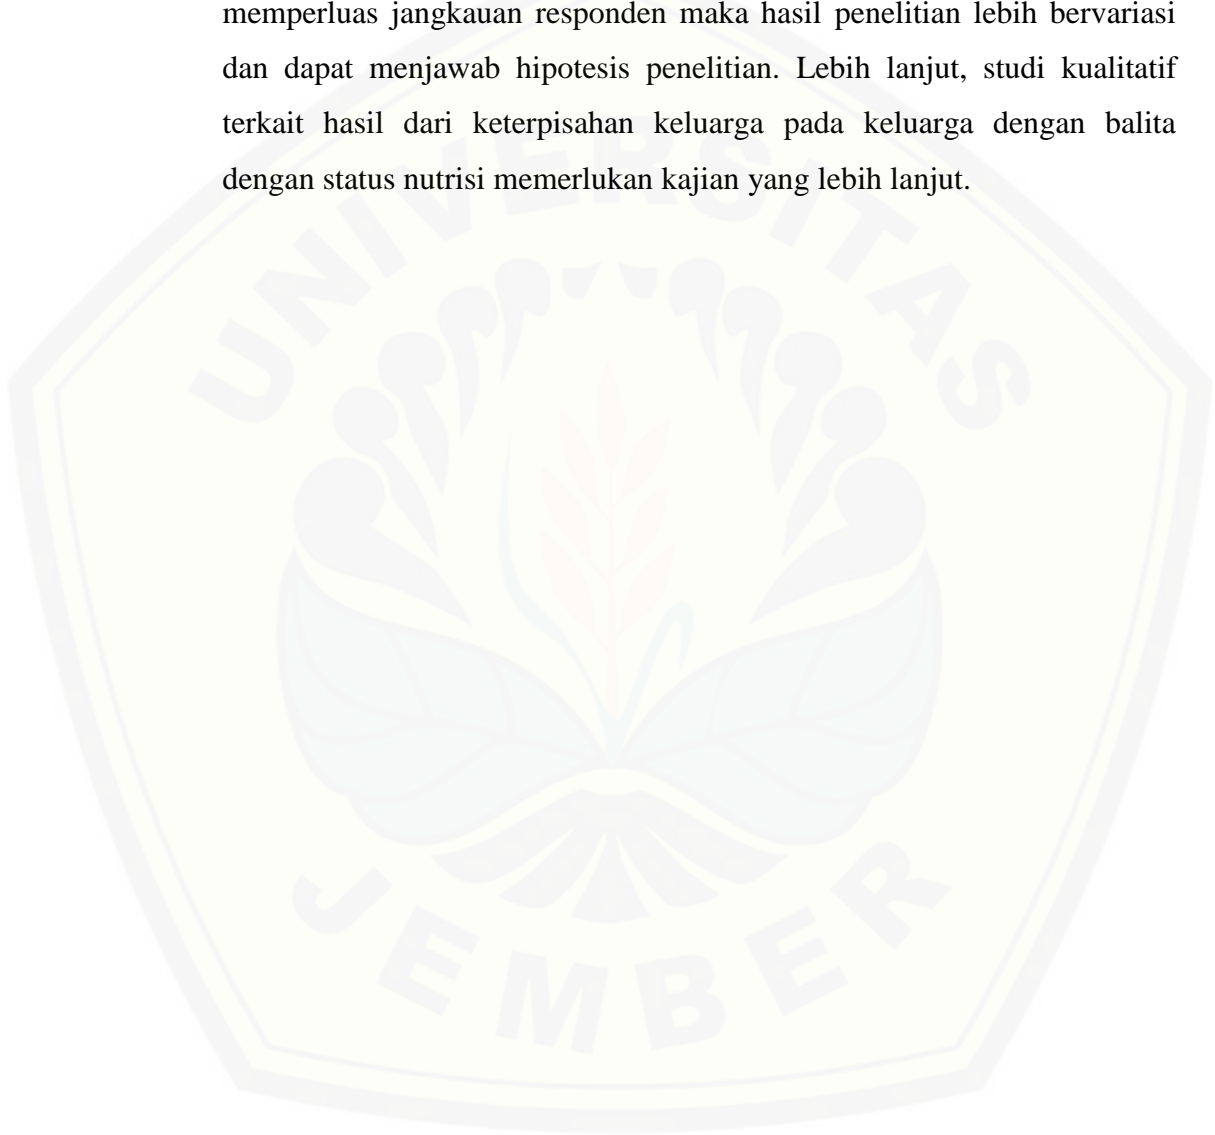 memperluas jangkauan responden maka hasil penelitian lebih bervariasi
dan dapat menjawab hipotesis penelitian. Lebih lanjut, studi kualitatif
terkait hasil dari keterpisahan keluarga pada keluarga dengan balita
dengan status nutrisi memerlukan kajian yang lebih lanjut.
UNIVERSITAS
JEMBER